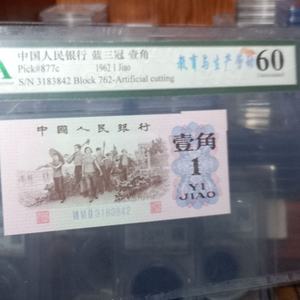 中国人民银行 蓝三冠 壹角
Pick#877c 1962 1 Jiao
S/N 3183842 Block 762-Artificial cutting
教育与生产劳动
60
中國人民銀行
壹角
1
YI
JIAO
3183842